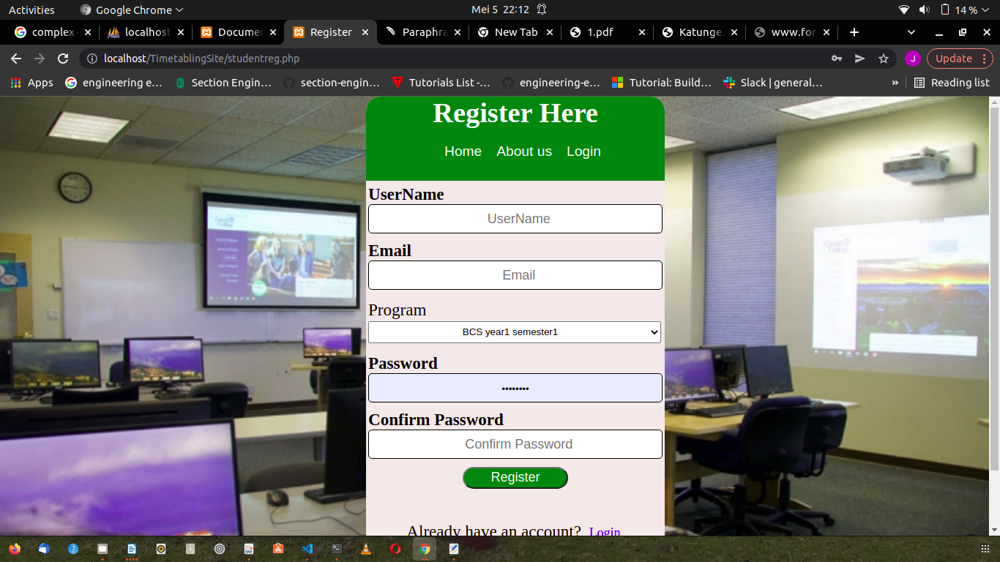 Activities Google Chrome Mei 5 22:12 14 %
complex localhost Documen Register Paraphra New Tab 1.pdf Katunge. www.for
localhost/TimetablingSite/studentreg.php J Update
Apps engineering e... Section Engin... section-engin... Tutorials List -... engineering-e... Tutorial: Build... Slack | general... » Reading list
Register Here
Home About us Login
UserName
UserName
Email
Email
Program
BCS year1 semester1
Password
••••••••
Confirm Password
Confirm Password
Register
Already have an account? Login